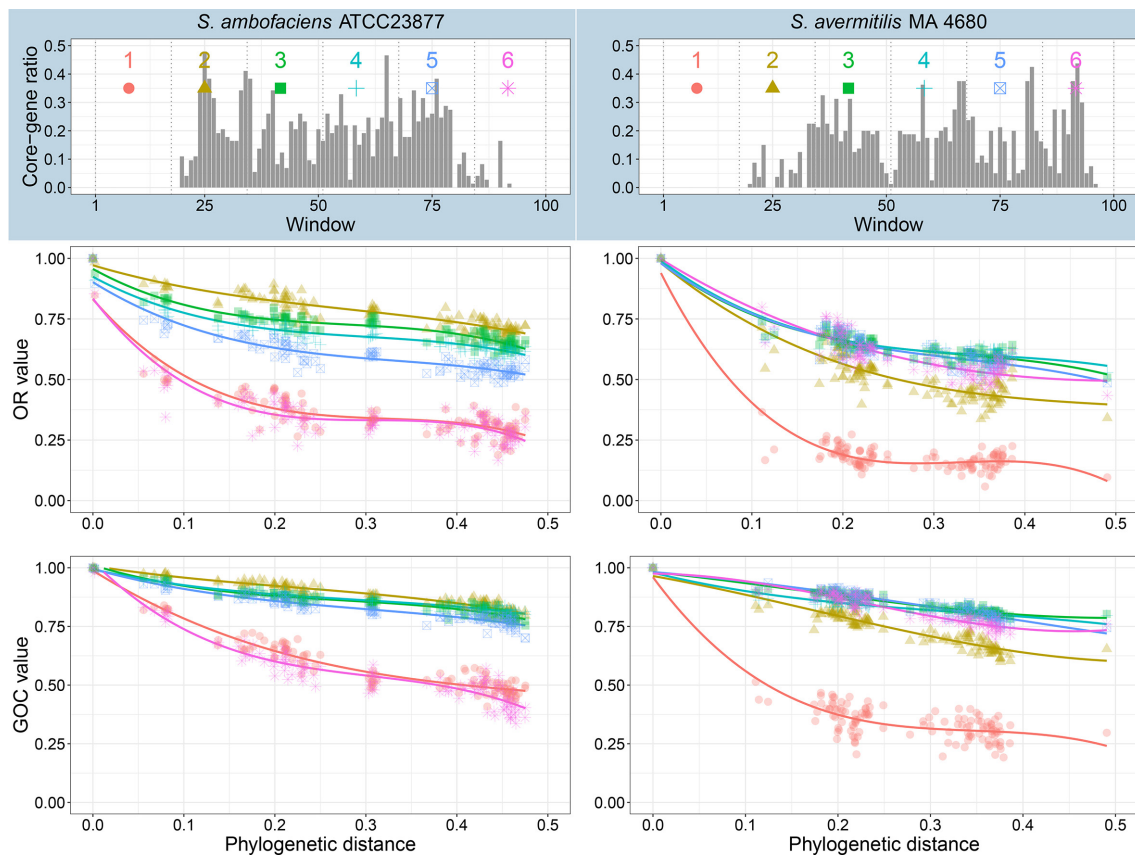 S. ambofaciens ATCC23877
S. avermitilis MA 4680
Core−gene ratio
0.5
0.4
0.3
0.2
0.1
0.0
1 2 3 4 5 6
1 25 50 75 100
Window
0.5
0.4
0.3
0.2
0.1
0.0
1 2 3 4 5 6
1 25 50 75 100
Window
OR value
1.00
0.75
0.50
0.25
0.00
0.0 0.1 0.2 0.3 0.4 0.5
1.00
0.75
0.50
0.25
0.00
0.0 0.1 0.2 0.3 0.4 0.5
GOC value
1.00
0.75
0.50
0.25
0.00
0.0 0.1 0.2 0.3 0.4 0.5
Phylogenetic distance
1.00
0.75
0.50
0.25
0.00
0.0 0.1 0.2 0.3 0.4 0.5
Phylogenetic distance